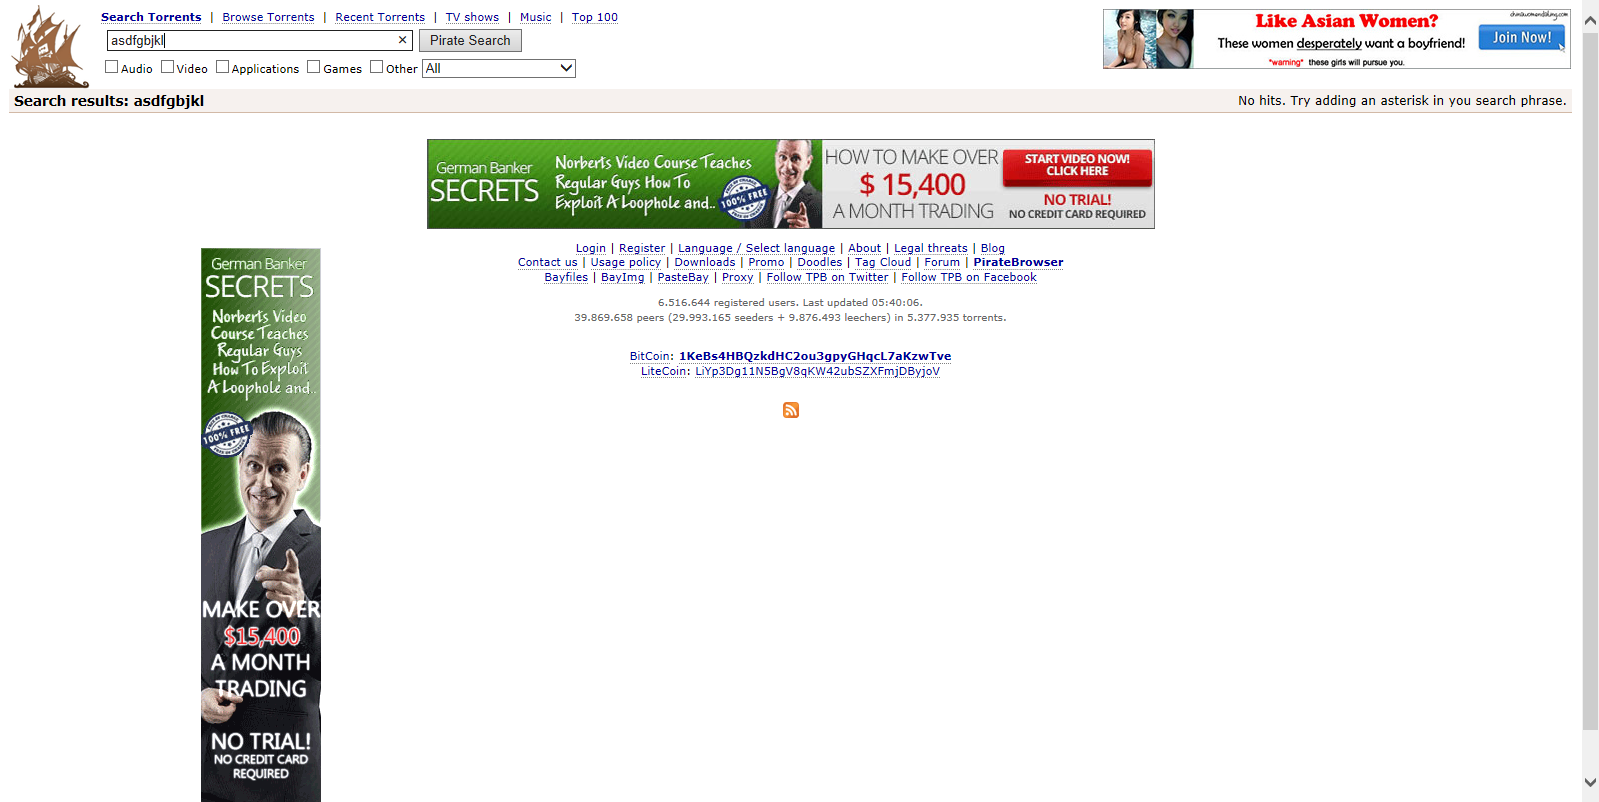 Search Torrents | Browse Torrents | Recent Torrents | TV shows | Music | Top 100
asdfgbjkl × Pirate Search
Audio Video Applications Games Other All
Search results: asdfgbjkl
No hits. Try adding an asterisk in you search phrase.
Like Asian Women?
These women desperately want a boyfriend!
*warning* these girls will pursue you.
Join Now!
German Banker
SECRETS
Norbert's Video Course Teaches
Regular Guys How To
Exploit A Loophole and..
100% FREE
HOW TO MAKE OVER
$ 15,400
A MONTH TRADING
START VIDEO NOW!
CLICK HERE
NO TRIAL!
NO CREDIT CARD REQUIRED
Login | Register | Language / Select language | About | Legal threats | Blog
Contact us | Usage policy | Downloads | Promo | Doodles | Tag Cloud | Forum | PirateBrowser
Bayfiles | BayImg | PasteBay | Proxy | Follow TPB on Twitter | Follow TPB on Facebook
6.516.644 registered users. Last updated 05:40:06.
39.869.658 peers (29.993.165 seeders + 9.876.493 leechers) in 5.377.935 torrents.
BitCoin: 1KeBs4HBQzkdHC2ou3gpyGHqcL7aKzwTve
LiteCoin: LiYp3Dg11N5BgV8qKW42ubSZXFmjDByjoV
German Banker
SECRETS
Norbert's Video
Course Teaches
Regular Guys
How To Exploit
A Loophole and..
100% FREE
MAKE OVER
$15,400
A MONTH
TRADING
NO TRIAL!
NO CREDIT CARD
REQUIRED